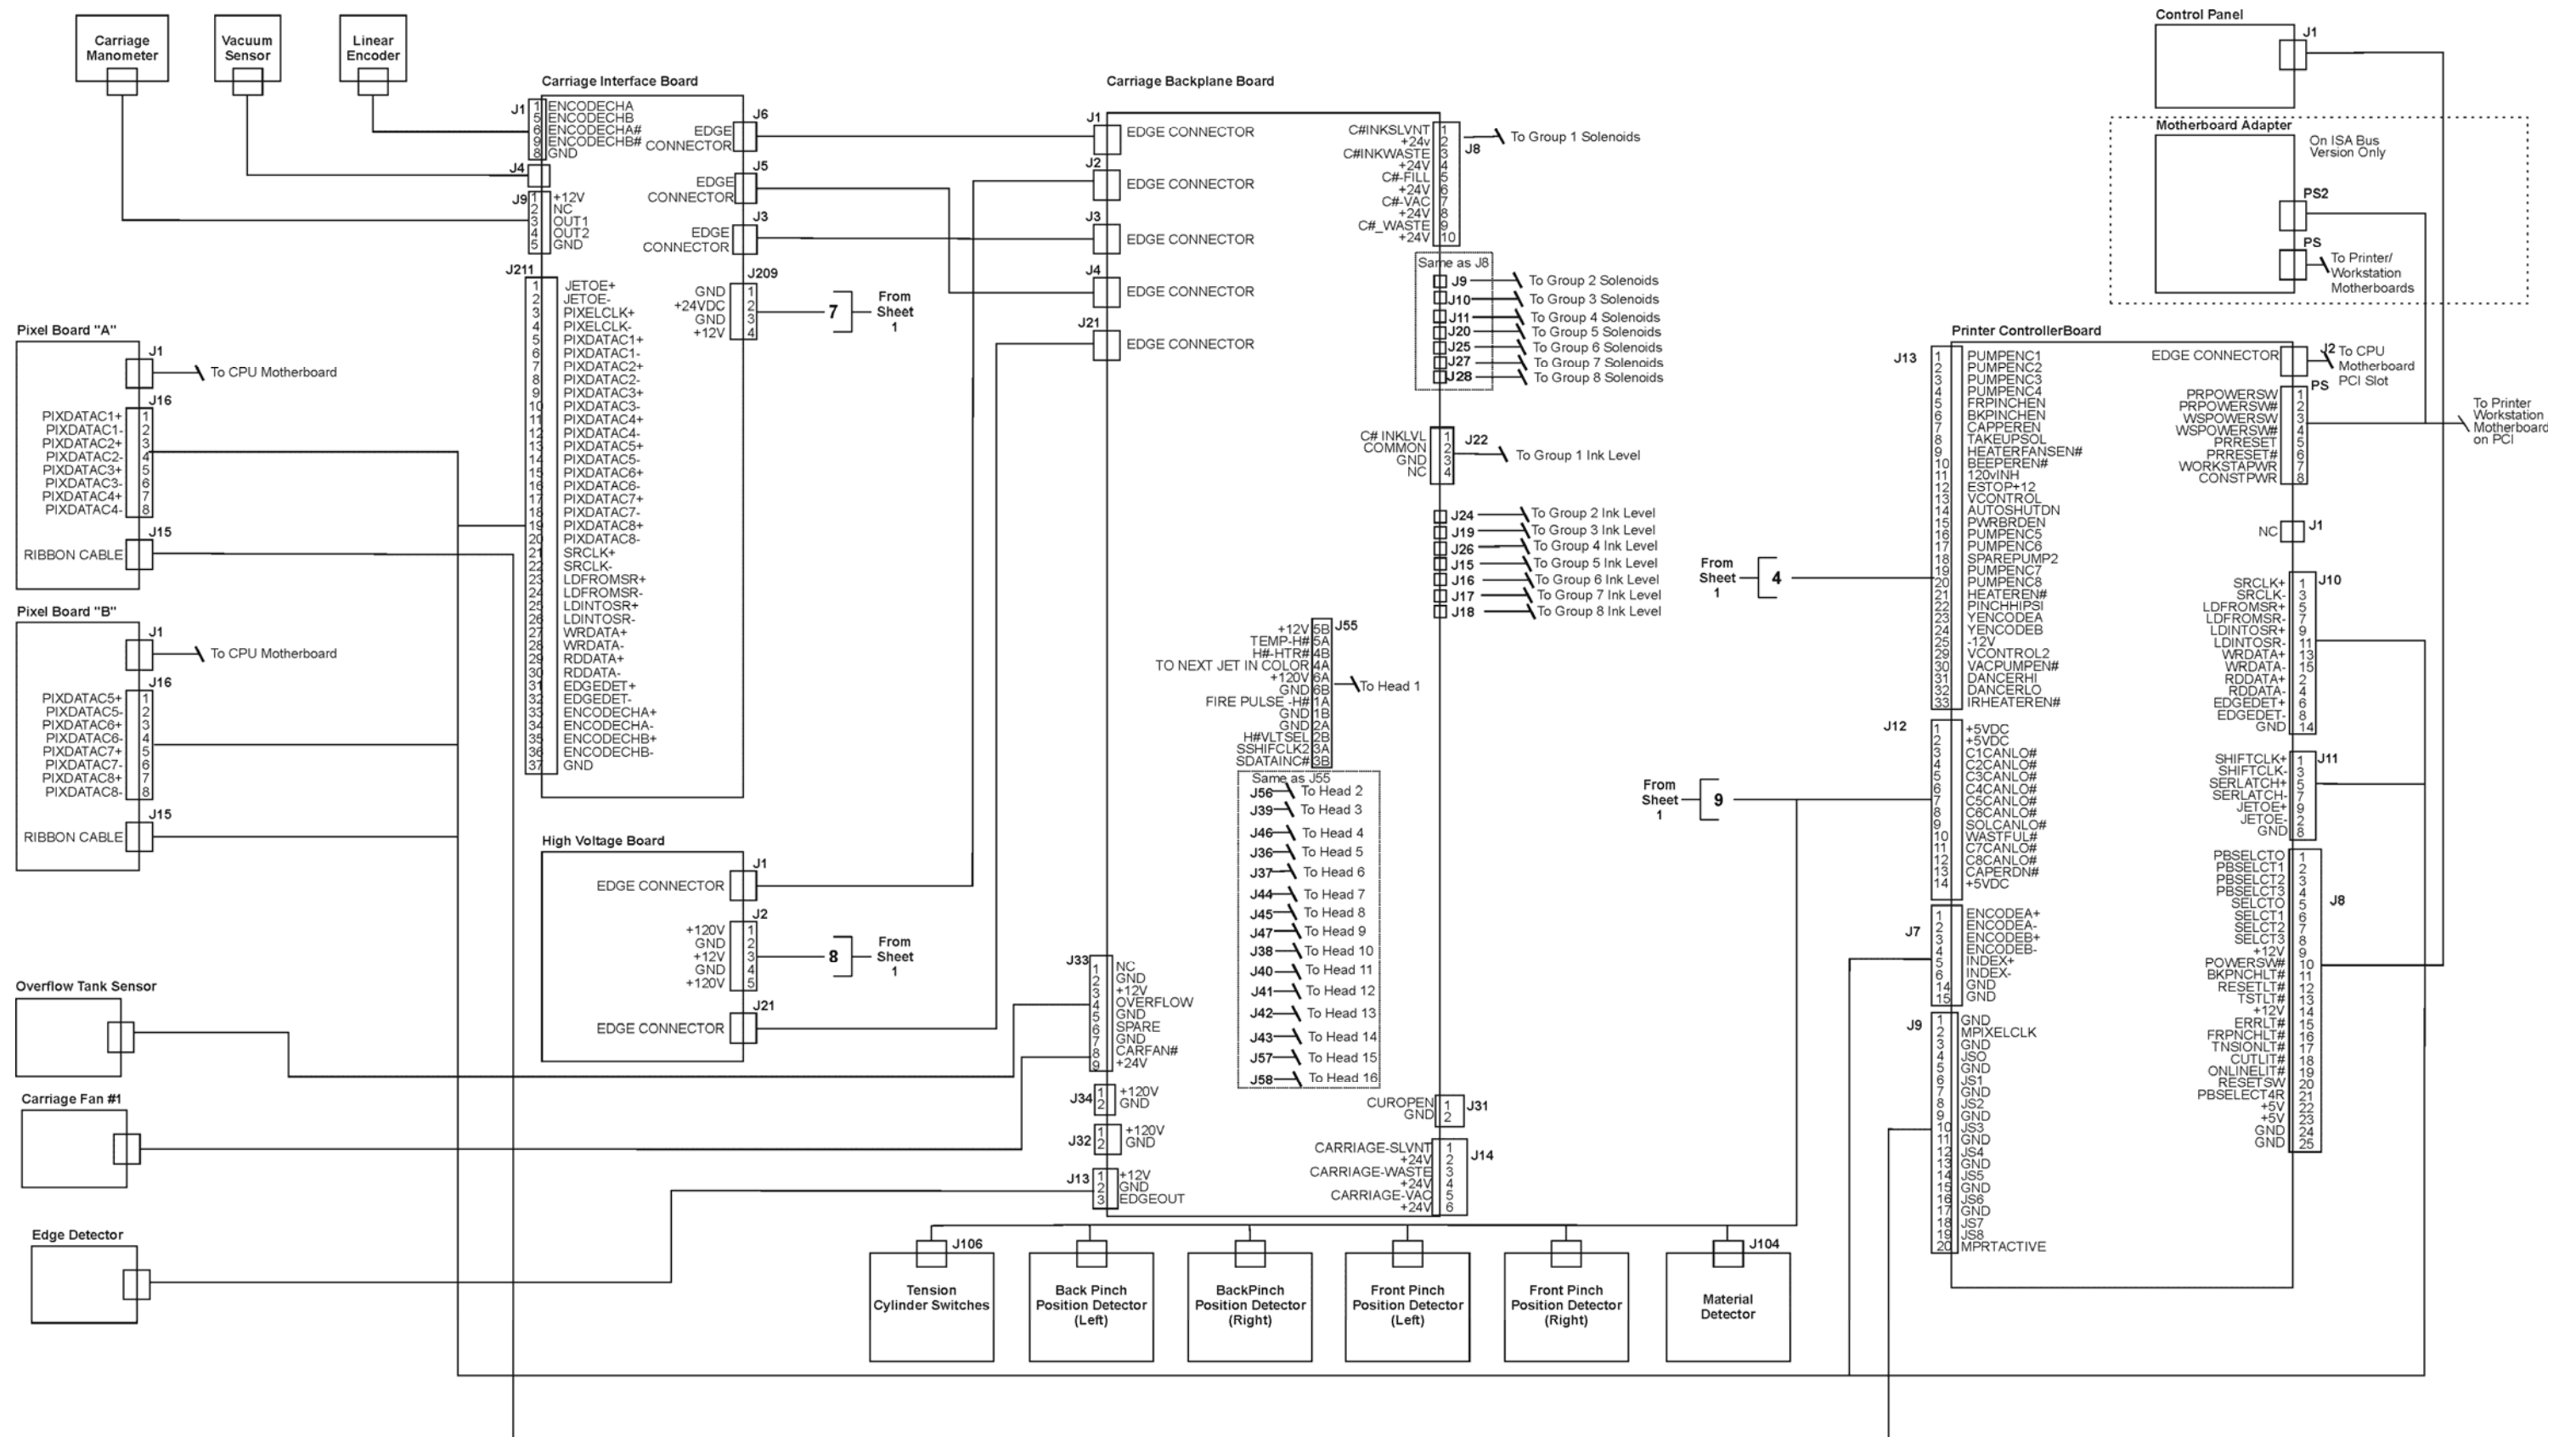 Carriage
Manometer
Vacuum
Sensor
Linear
Encoder
Carriage Interface Board
J1
1 ENCODECHA
5 ENCODECHB
6 ENCODECHA#
9 ENCODECHB#
8 GND
J4
J9
1 +12V
2 NC
3 OUT1
4 OUT2
5 GND
J6
EDGE
CONNECTOR
J5
EDGE
CONNECTOR
J3
EDGE
CONNECTOR
J209
GND 1
+24VDC 2
GND 3
+12V 4
7
From
Sheet
1
J211
1 JETOE+
2 JETOE-
3 PIXELCLK+
4 PIXELCLK-
5 PIXDATAC1+
6 PIXDATAC1-
7 PIXDATAC2+
8 PIXDATAC2-
9 PIXDATAC3+
10 PIXDATAC3-
11 PIXDATAC4+
12 PIXDATAC4-
13 PIXDATAC5+
14 PIXDATAC5-
15 PIXDATAC6+
16 PIXDATAC6-
17 PIXDATAC7+
18 PIXDATAC7-
19 PIXDATAC8+
20 PIXDATAC8-
21 SRCLK+
22 SRCLK-
23 LDFROMSR+
24 LDFROMSR-
25 LDINTOSR+
26 LDINTOSR-
27 WRDATA+
28 WRDATA-
29 RDDATA+
30 RDDATA-
31 EDGEDET+
32 EDGEDET-
33 ENCODECHA+
34 ENCODECHA-
35 ENCODECHB+
36 ENCODECHB-
37 GND
Pixel Board "A"
J1
To CPU Motherboard
J16
PIXDATAC1+ 1
PIXDATAC1- 2
PIXDATAC2+ 3
PIXDATAC2- 4
PIXDATAC3+ 5
PIXDATAC3- 6
PIXDATAC4+ 7
PIXDATAC4- 8
J15
RIBBON CABLE
Pixel Board "B"
J1
To CPU Motherboard
J16
PIXDATAC5+ 1
PIXDATAC5- 2
PIXDATAC6+ 3
PIXDATAC6- 4
PIXDATAC7+ 5
PIXDATAC7- 6
PIXDATAC8+ 7
PIXDATAC8- 8
J15
RIBBON CABLE
High Voltage Board
J1
EDGE CONNECTOR
J2
+120V 1
GND 2
+12V 3
GND 4
+120V 5
8
From
Sheet
1
J21
EDGE CONNECTOR
Overflow Tank Sensor
Carriage Fan #1
Edge Detector
Carriage Backplane Board
J1
EDGE CONNECTOR
J2
EDGE CONNECTOR
J3
EDGE CONNECTOR
J4
EDGE CONNECTOR
J21
EDGE CONNECTOR
J8
C#INKSLVNT 1
+24v 2
C#INKWASTE 3
+24V 4
C#-FILL 5
+24V 6
C#-VAC 7
+24V 8
C#_WASTE 9
+24V 10
To Group 1 Solenoids
Same as J8
J9 To Group 2 Solenoids
J10 To Group 3 Solenoids
J11 To Group 4 Solenoids
J20 To Group 5 Solenoids
J25 To Group 6 Solenoids
J27 To Group 7 Solenoids
J28 To Group 8 Solenoids
J22
C# INKLVL 1
COMMON 2
GND 3
NC 4
To Group 1 Ink Level
J24 To Group 2 Ink Level
J19 To Group 3 Ink Level
J26 To Group 4 Ink Level
J15 To Group 5 Ink Level
J16 To Group 6 Ink Level
J17 To Group 7 Ink Level
J18 To Group 8 Ink Level
J55
+12V 5B
TEMP-H# 5A
H#-HTR# 4B
TO NEXT JET IN COLOR 4A
+120V 6A
GND 6B
FIRE PULSE -H# 1A
GND 1B
GND 2A
H#VLTSEL 2B
SSHIFCLK2 3A
SDATAINC# 3B
To Head 1
Same as J55
J56 To Head 2
J39 To Head 3
J46 To Head 4
J36 To Head 5
J37 To Head 6
J44 To Head 7
J45 To Head 8
J47 To Head 9
J38 To Head 10
J40 To Head 11
J41 To Head 12
J42 To Head 13
J43 To Head 14
J57 To Head 15
J58 To Head 16
J33
1 NC
2 GND
3 +12V
4 OVERFLOW
5 GND
6 SPARE
7 GND
8 CARFAN#
9 +24V
J34
1 +120V
2 GND
J32
1 +120V
2 GND
J13
1 +12V
2 GND
3 EDGEOUT
J31
CUROPEN 1
GND 2
J14
CARRIAGE-SLVNT 1
+24V 2
CARRIAGE-WASTE 3
+24V 4
CARRIAGE-VAC 5
+24V 6
J106
Tension
Cylinder Switches
Back Pinch
Position Detector
(Left)
BackPinch
Position Detector
(Right)
Front Pinch
Position Detector
(Left)
Front Pinch
Position Detector
(Right)
J104
Material
Detector
Control Panel
J1
Motherboard Adapter
On ISA Bus
Version Only
PS2
PS
To Printer/
Workstation
Motherboards
Printer ControllerBoard
J13
1 PUMPENC1
2 PUMPENC2
3 PUMPENC3
4 PUMPENC4
5 FRPINCHEN
6 BKPINCHEN
7 CAPPEREN
8 TAKEUPSOL
9 HEATERFANSEN#
10 BEEPEREN#
11 120vINH
12 ESTOP+12
13 VCONTROL
14 AUTOSHUTDN
15 PWRBRDEN
16 PUMPENC5
17 PUMPENC6
18 SPAREPUMP2
19 PUMPENC7
20 PUMPENC8
21 HEATEREN#
22 PINCHHIPSI
23 YENCODEA
24 YENCODEB
25 -12V
29 VCONTROL2
30 VACPUMPEN#
31 DANCERHI
32 DANCERLO
33 IRHEATEREN#
From
Sheet
1
4
J12
1 +5VDC
2 +5VDC
3 C1CANLO#
4 C2CANLO#
5 C3CANLO#
6 C4CANLO#
7 C5CANLO#
8 C6CANLO#
9 SOLCANLO#
10 WASTFUL#
11 C7CANLO#
12 C8CANLO#
13 CAPERDN#
14 +5VDC
From
Sheet
1
9
J7
1 ENCODEA+
2 ENCODEA-
3 ENCODEB+
4 ENCODEB-
5 INDEX+
6 INDEX-
14 GND
15 GND
J9
1 GND
2 MPIXELCLK
3 GND
4 JSO
5 GND
6 JS1
7 GND
8 JS2
9 GND
10 JS3
11 GND
12 JS4
13 GND
14 JS5
15 GND
16 JS6
17 GND
18 JS7
19 JS8
20 MPRTACTIVE
EDGE CONNECTOR
J2 To CPU
Motherboard
PCI Slot
PS
PRPOWERSW 1
PRPOWERSW# 2
WSPOWERSW 3
WSPOWERSW# 4
PRRESET 5
PRRESET# 6
WORKSTAPWR 7
CONSTPWR 8
To Printer
Workstation
Motherboard
on PCI
NC
J1
J10
SRCLK+ 1
SRCLK- 3
LDFROMSR+ 5
LDFROMSR- 7
LDINTOSR+ 9
LDINTOSR- 11
WRDATA+ 13
WRDATA- 15
RDDATA+ 2
RDDATA- 4
EDGEDET+ 6
EDGEDET- 8
GND 14
J11
SHIFTCLK+ 1
SHIFTCLK- 3
SERLATCH+ 5
SERLATCH- 7
JETOE+ 9
JETOE- 2
GND 8
J8
PBSELCTO 1
PBSELCT1 2
PBSELCT2 3
PBSELCT3 4
SELCTO 5
SELCT1 6
SELCT2 7
SELCT3 8
+12V 9
POWERSW# 10
BKPNCHLT# 11
RESETLT# 12
TSTLT# 13
+12V 14
ERRLT# 15
FRPNCHLT# 16
TNSIONLT# 17
CUTLIT# 18
ONLINELIT# 19
RESETSW 20
PBSELECT4R 21
+5V 22
+5V 23
GND 24
GND 25